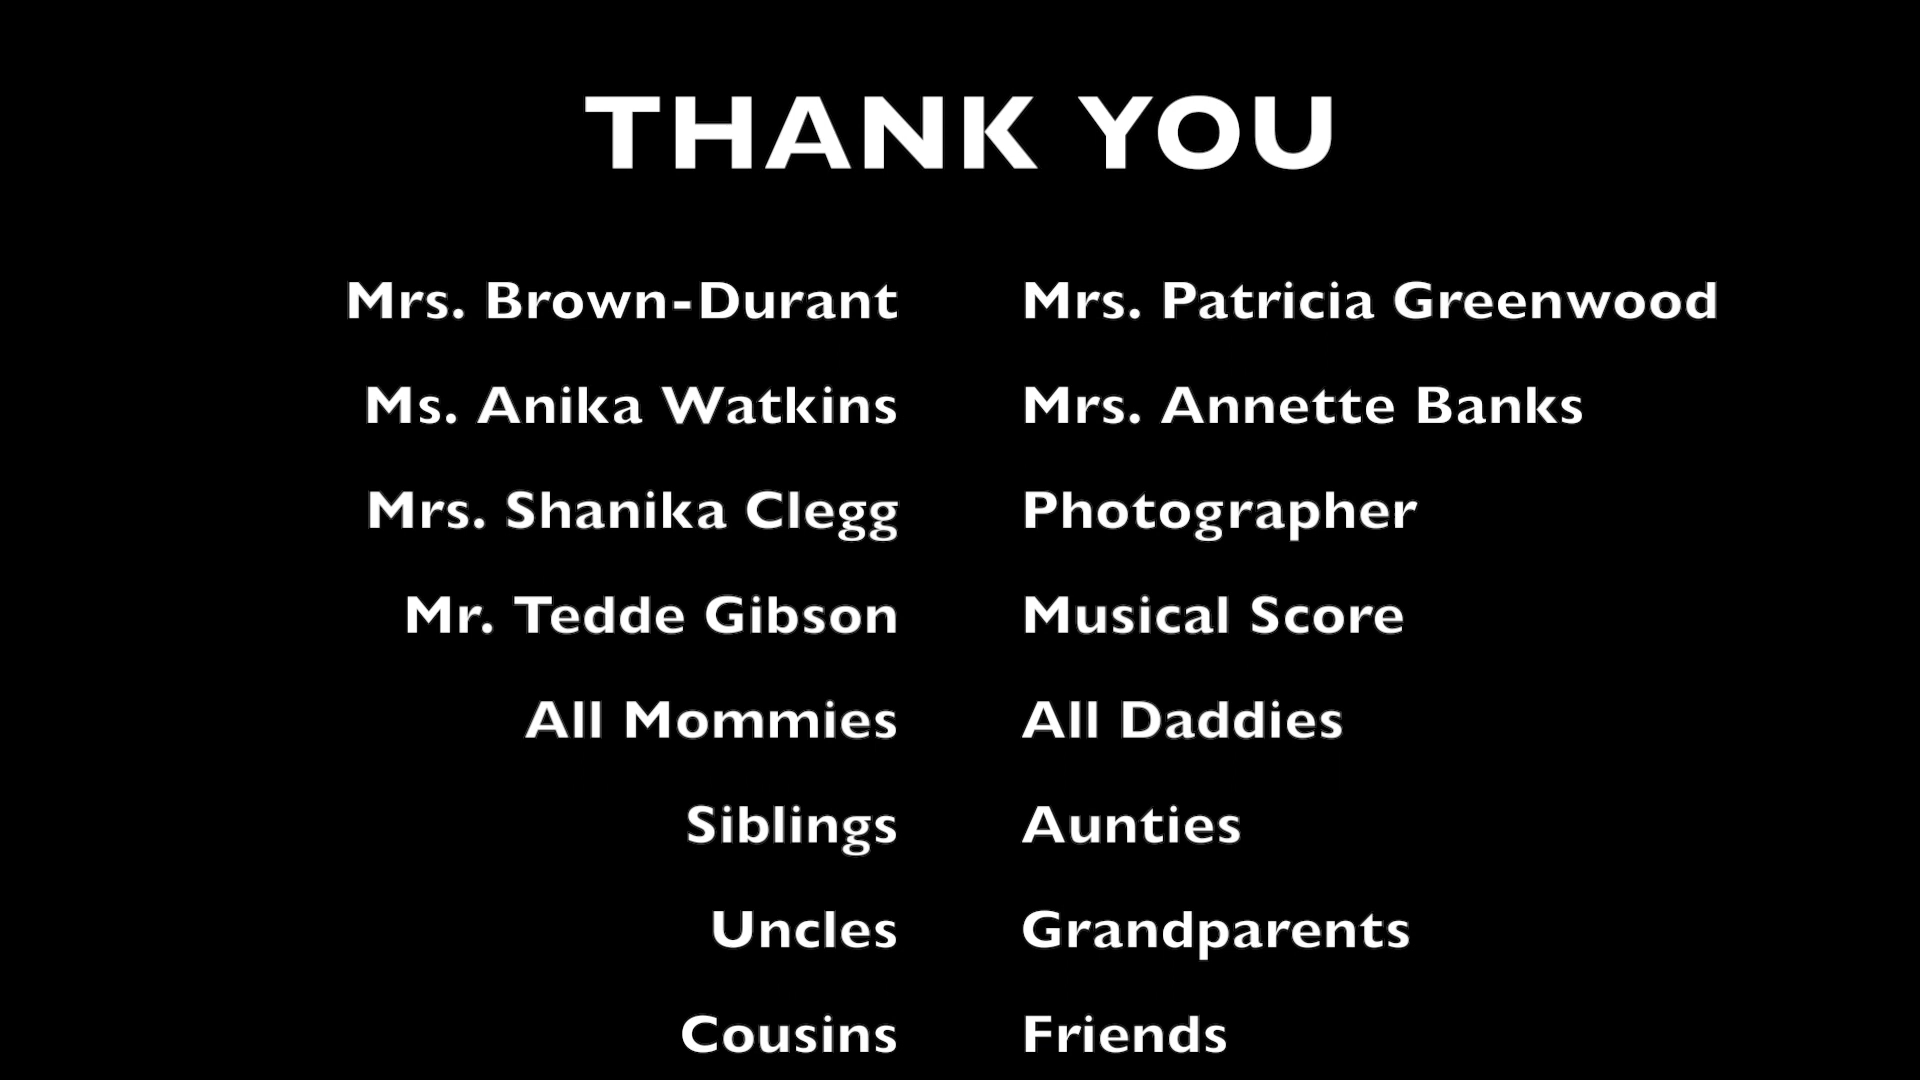 THANK YOU
Mrs. Brown-Durant Mrs. Patricia Greenwood
Ms. Anika Watkins Mrs. Annette Banks
Mrs. Shanika Clegg Photographer
Mr. Tedde Gibson Musical Score
All Mommies All Daddies
Siblings Aunties
Uncles Grandparents
Cousins Friends